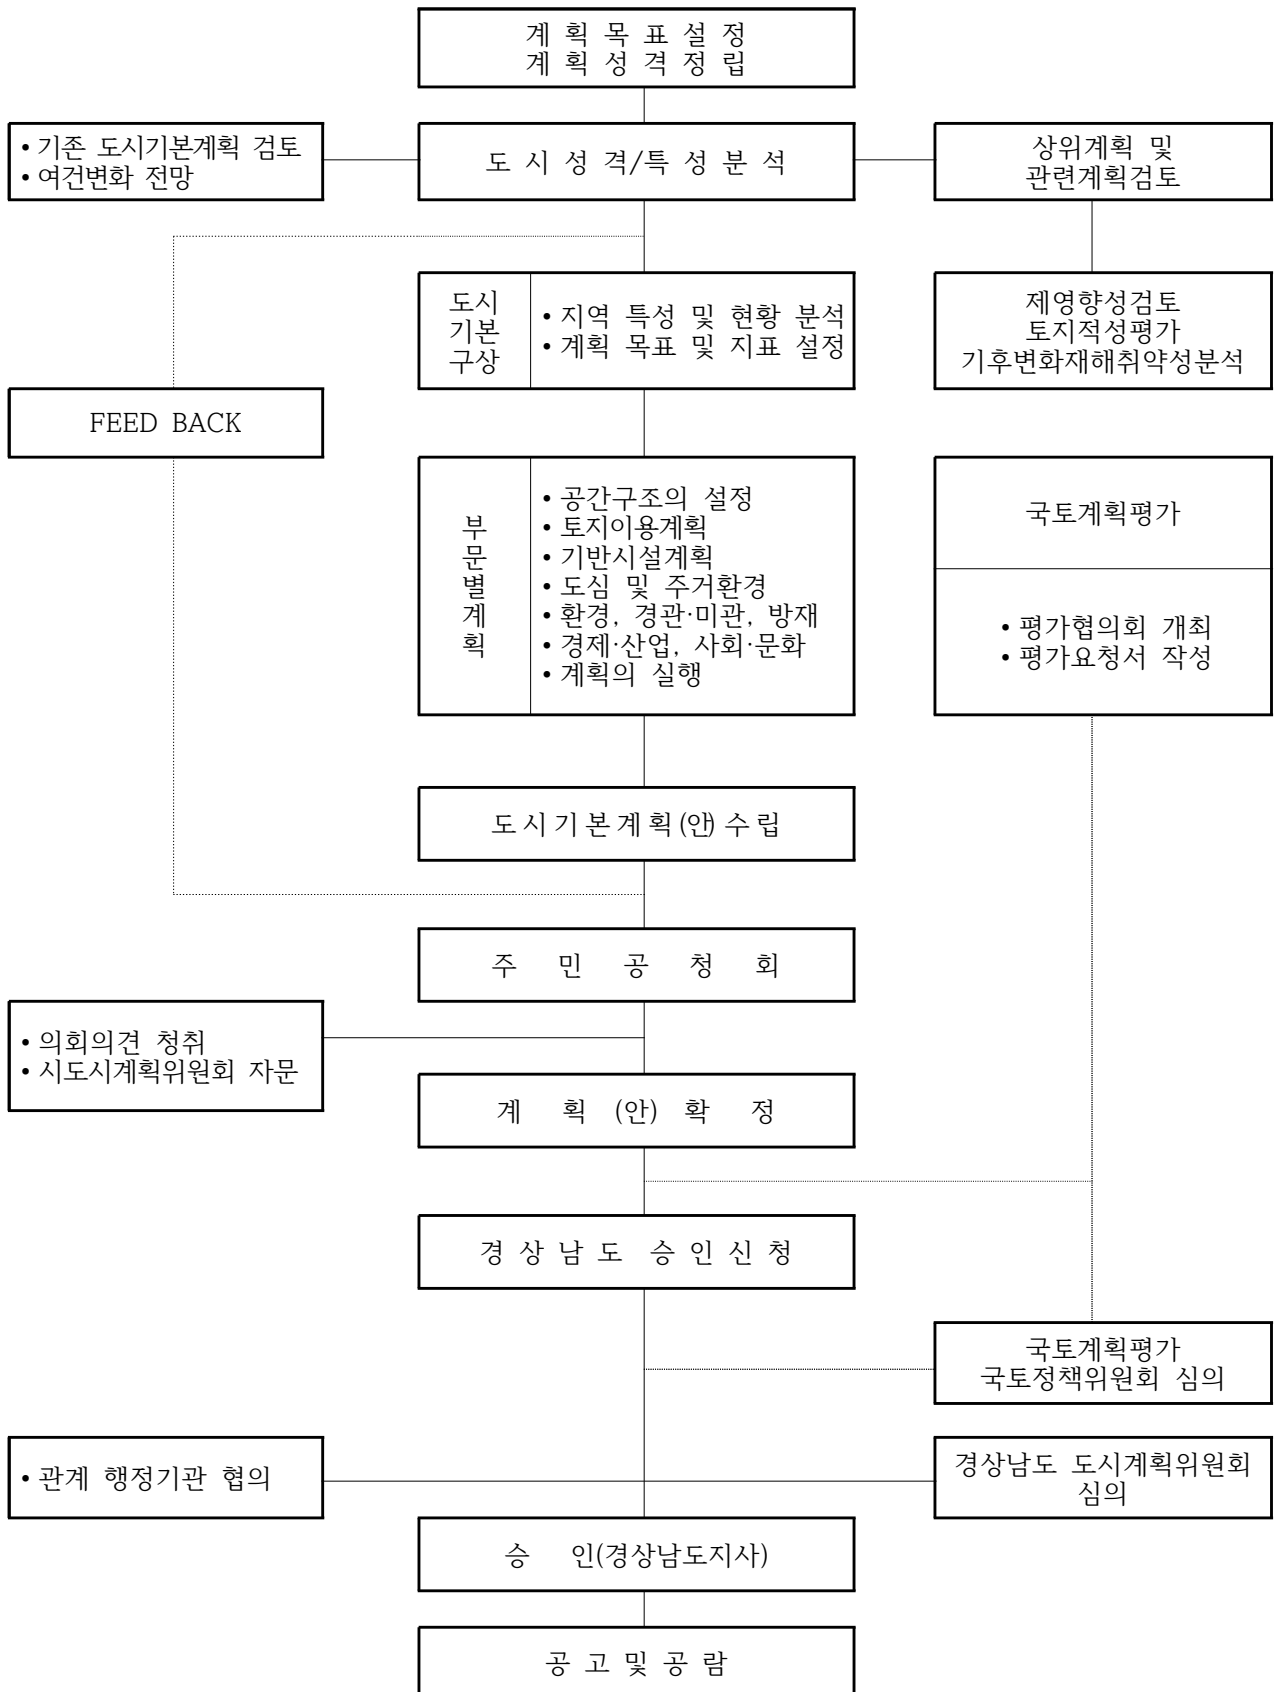 계 획 목 표 설 정
계 획 성 격 정 립
• 기존 도시기본계획 검토
• 여건변화 전망
도 시 성 격/특 성 분 석
상위계획 및
관련계획검토
도시
기본
구상
• 지역 특성 및 현황 분석
• 계획 목표 및 지표 설정
제영향성검토
토지적성평가
기후변화재해취약성분석
FEED BACK
부
문
별
계
획
• 공간구조의 설정
• 토지이용계획
• 기반시설계획
• 도심 및 주거환경
• 환경, 경관·미관, 방재
• 경제·산업, 사회·문화
• 계획의 실행
국토계획평가
• 평가협의회 개최
• 평가요청서 작성
도 시 기 본 계 획 (안) 수 립
주 민 공 청 회
• 의회의견 청취
• 시도시계획위원회 자문
계 획 (안) 확 정
경 상 남 도 승 인 신 청
국토계획평가
국토정책위원회 심의
• 관계 행정기관 협의
경상남도 도시계획위원회
심의
승 인(경상남도지사)
공 고 및 공 람